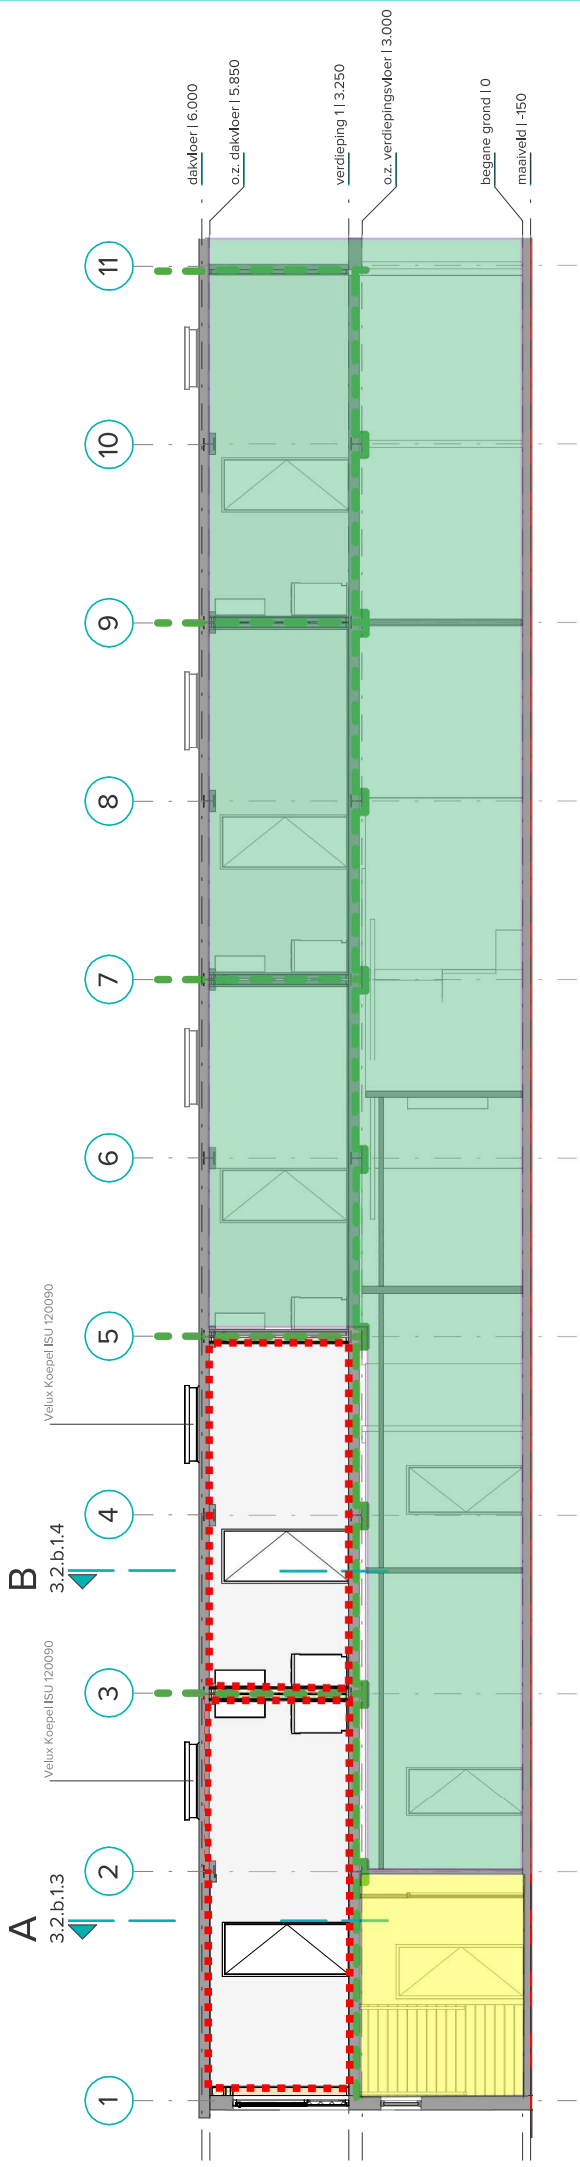 dakvloer | 6.000
o.z. dakvloer | 5.850
verdieping 1 | 3.250
o.z. verdiepingsvloer | 3.000
begane grond | 0
maaiveld | -150
11
10
9
8
7
6
5
4
3
2
1
Velux Koepel ISU 120090
B
3.2.b.1.4
Velux Koepel ISU 120090
A
3.2.b.1.3